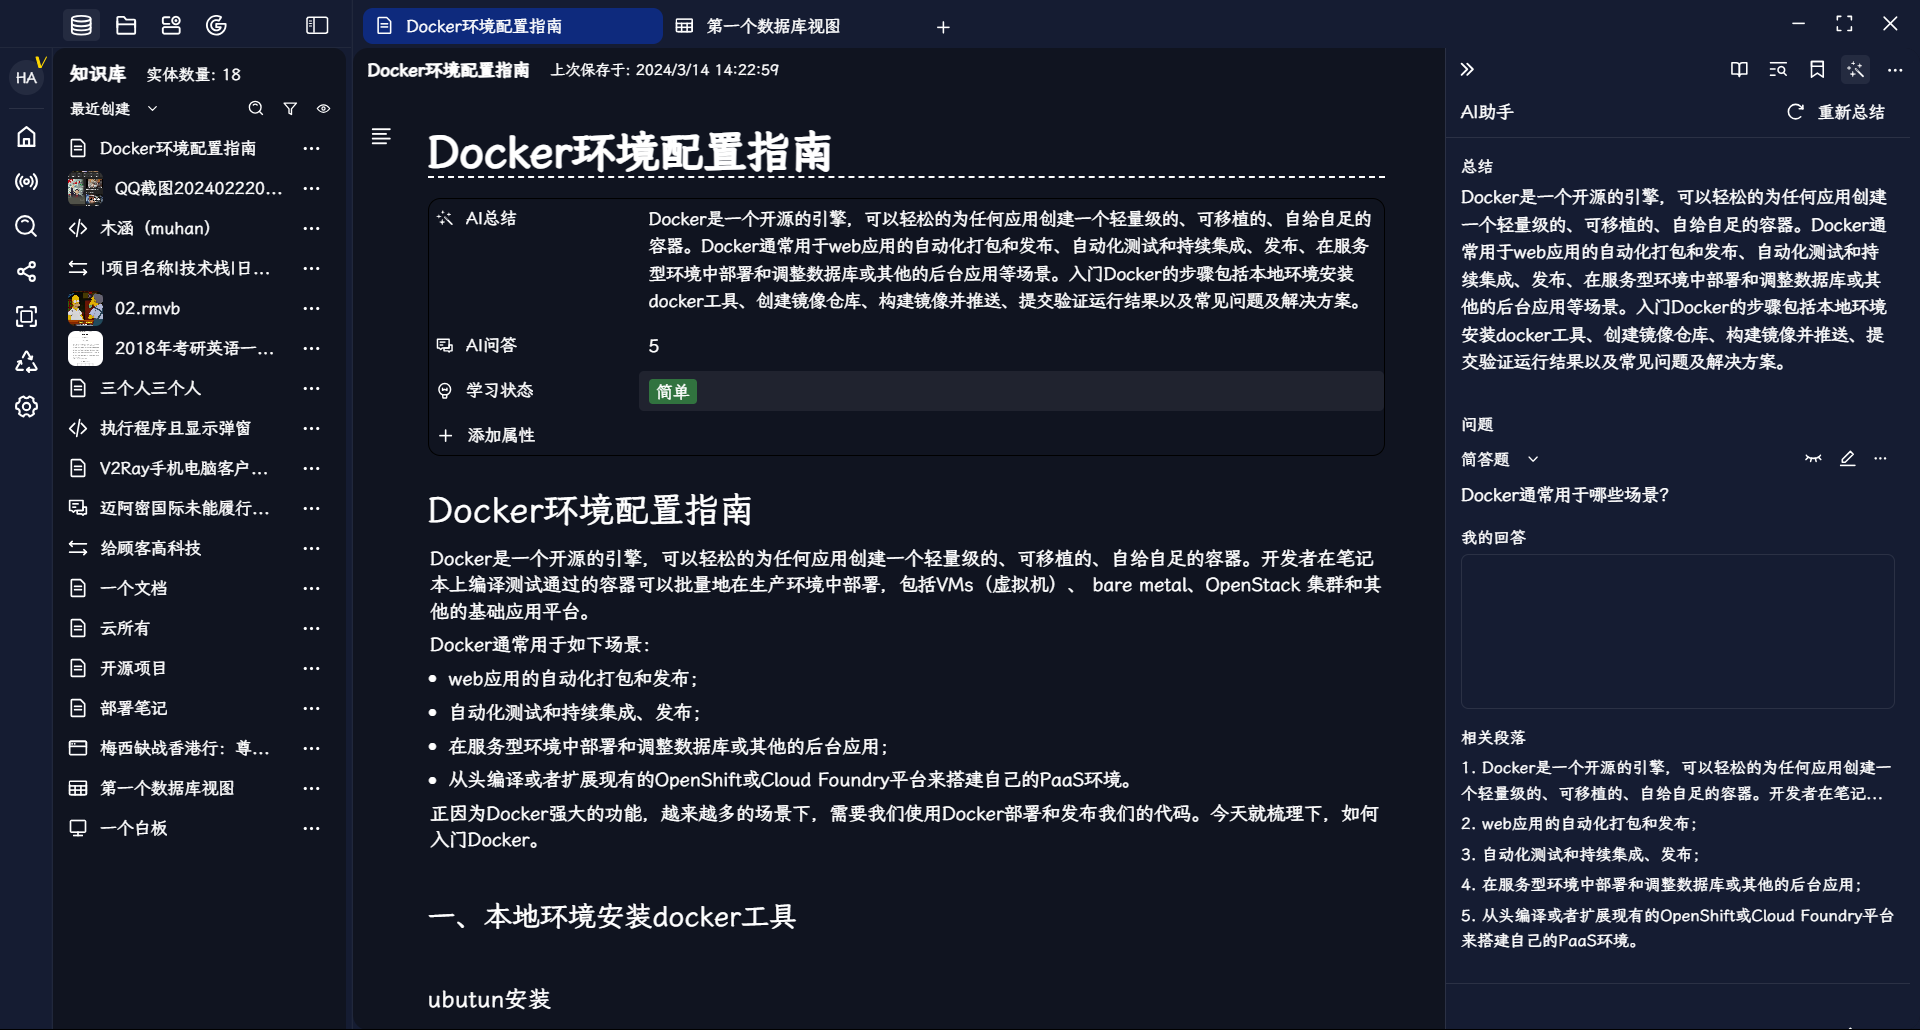 Docker环境配置指南
第一个数据库视图
HA
V
知识库 实体数量: 18
最近创建
Docker环境配置指南
QQ截图202402220...
木涵（muhan）
|项目名称|技术栈|日...
02.rmvb
2018年考研英语一...
三个人三个人
执行程序且显示弹窗
V2Ray手机电脑客户...
迈阿密国际未能履行...
给顾客高科技
一个文档
云所有
开源项目
部署笔记
梅西缺战香港行：尊...
第一个数据库视图
一个白板
Docker环境配置指南 上次保存于: 2024/3/14 14:22:59
Docker环境配置指南
AI总结
Docker是一个开源的引擎，可以轻松的为任何应用创建一个轻量级的、可移植的、自给自足的
容器。Docker通常用于web应用的自动化打包和发布、自动化测试和持续集成、发布、在服务
型环境中部署和调整数据库或其他的后台应用等场景。入门Docker的步骤包括本地环境安装
docker工具、创建镜像仓库、构建镜像并推送、提交验证运行结果以及常见问题及解决方案。
AI问答 5
学习状态 简单
添加属性
Docker环境配置指南
Docker是一个开源的引擎，可以轻松的为任何应用创建一个轻量级的、可移植的、自给自足的容器。开发者在笔记
本上编译测试通过的容器可以批量地在生产环境中部署，包括VMs（虚拟机）、 bare metal、OpenStack 集群和其
他的基础应用平台。
Docker通常用于如下场景：
web应用的自动化打包和发布；
自动化测试和持续集成、发布；
在服务型环境中部署和调整数据库或其他的后台应用；
从头编译或者扩展现有的OpenShift或Cloud Foundry平台来搭建自己的PaaS环境。
正因为Docker强大的功能，越来越多的场景下，需要我们使用Docker部署和发布我们的代码。今天就梳理下，如何
入门Docker。
一、本地环境安装docker工具
ubutun安装
AI助手 重新总结
总结
Docker是一个开源的引擎，可以轻松的为任何应用创建
一个轻量级的、可移植的、自给自足的容器。Docker通
常用于web应用的自动化打包和发布、自动化测试和持
续集成、发布、在服务型环境中部署和调整数据库或其
他的后台应用等场景。入门Docker的步骤包括本地环境
安装docker工具、创建镜像仓库、构建镜像并推送、提
交验证运行结果以及常见问题及解决方案。
问题
简答题
Docker通常用于哪些场景?
我的回答
相关段落
1. Docker是一个开源的引擎，可以轻松的为任何应用创建一
个轻量级的、可移植的、自给自足的容器。开发者在笔记...
2. web应用的自动化打包和发布；
3. 自动化测试和持续集成、发布；
4. 在服务型环境中部署和调整数据库或其他的后台应用；
5. 从头编译或者扩展现有的OpenShift或Cloud Foundry平台
来搭建自己的PaaS环境。